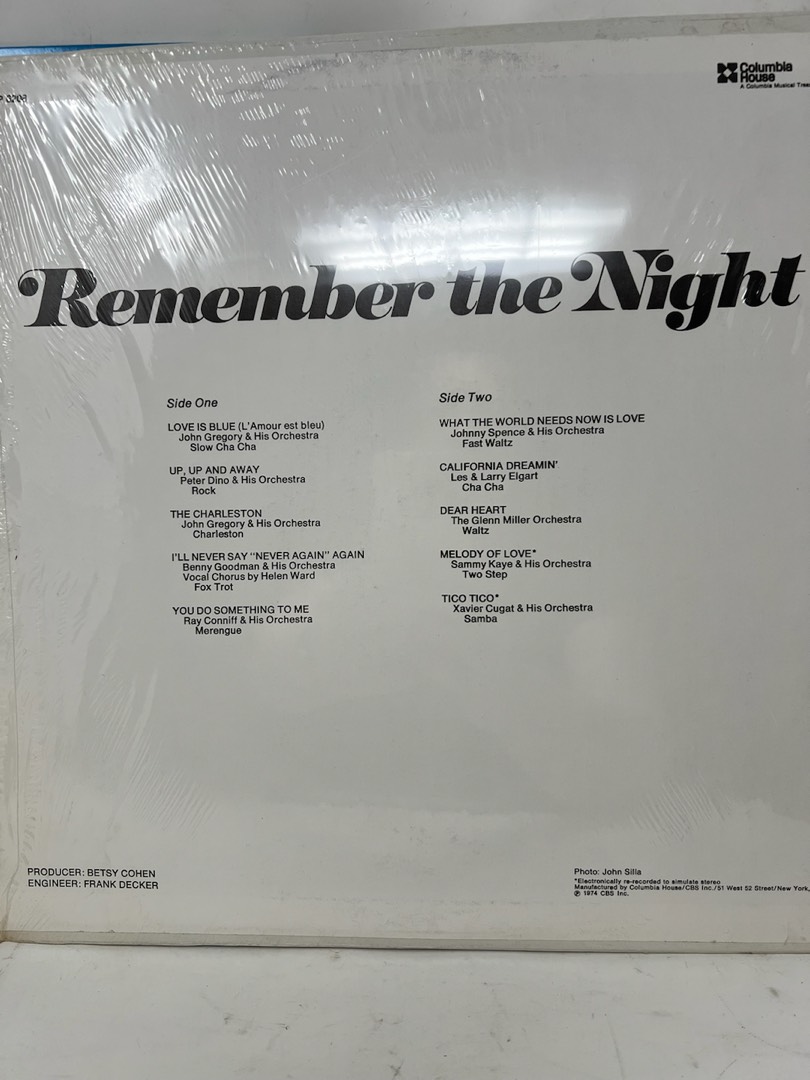 P 0206
Columbia
House
A Columbia Musical
Remember the Night
Side One
LOVE IS BLUE (L'Amour est bleu)
John Gregory & His Orchestra
Slow Cha Cha
UP, UP AND AWAY
Peter Dino & His Orchestra
Rock
THE CHARLESTON
John Gregory & His Orchestra
Charleston
I'LL NEVER SAY "NEVER AGAIN" AGAIN
Benny Goodman & His Orchestra
Vocal Chorus by Helen Ward
Fox Trot
YOU DO SOMETHING TO ME
Ray Conniff & His Orchestra
Merengue
Side Two
WHAT THE WORLD NEEDS NOW IS LOVE
Johnny Spence & His Orchestra
Fast Waltz
CALIFORNIA DREAMIN'
Les & Larry Elgart
Cha Cha
DEAR HEART
The Glenn Miller Orchestra
Waltz
MELODY OF LOVE*
Sammy Kaye & His Orchestra
Two Step
TICO TICO*
Xavier Cugat & His Orchestra
Samba
PRODUCER: BETSY COHEN
ENGINEER: FRANK DECKER
Photo: John Silla
*Electronically re-recorded to simulate stereo
Manufactured by Columbia House/CBS Inc./51 West 52 Street/New York,
℗ 1974 CBS Inc.